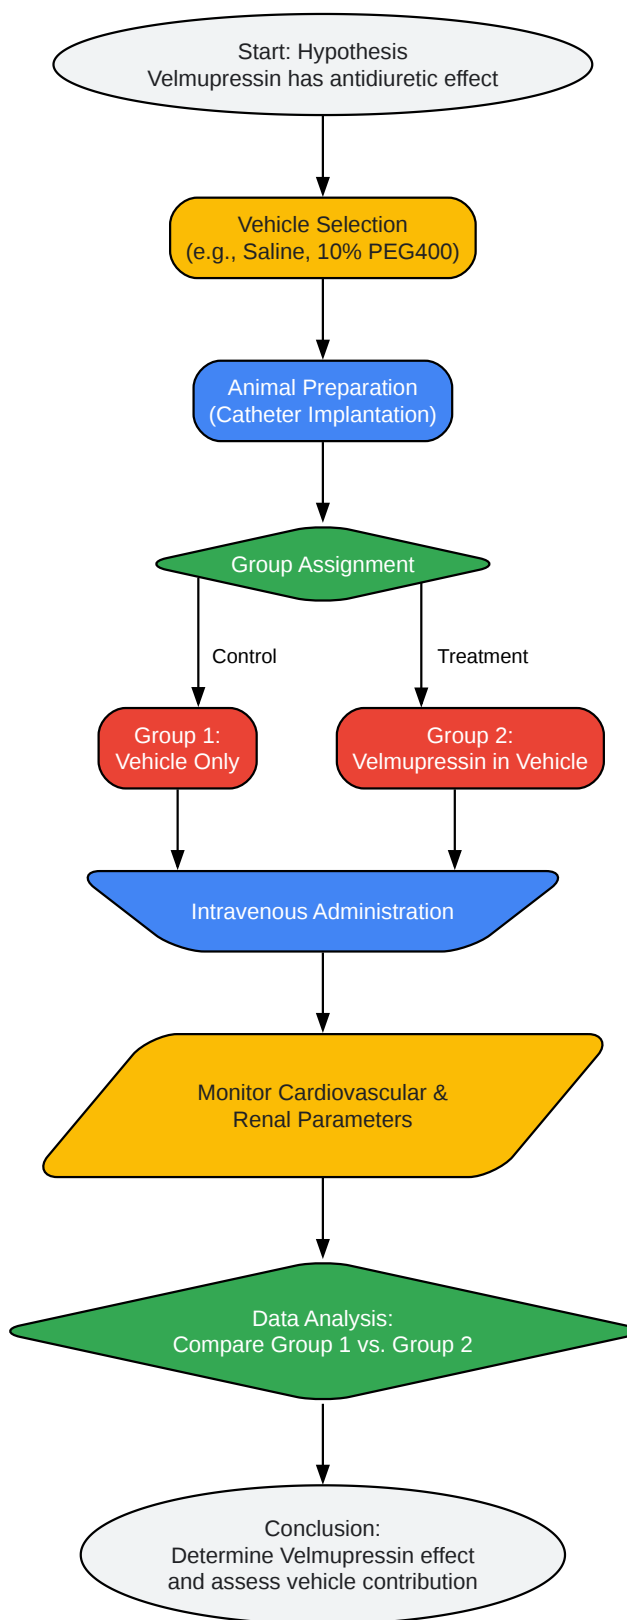 Start: Hypothesis
Velmupressin has antidiuretic effect
Vehicle Selection
(e.g., Saline, 10% PEG400)
Animal Preparation
(Catheter Implantation)
Group Assignment
Control
Treatment
Group 1:
Vehicle Only
Group 2:
Velmupressin in Vehicle
Intravenous Administration
Monitor Cardiovascular &
Renal Parameters
Data Analysis:
Compare Group 1 vs. Group 2
Conclusion:
Determine Velmupressin effect
and assess vehicle contribution